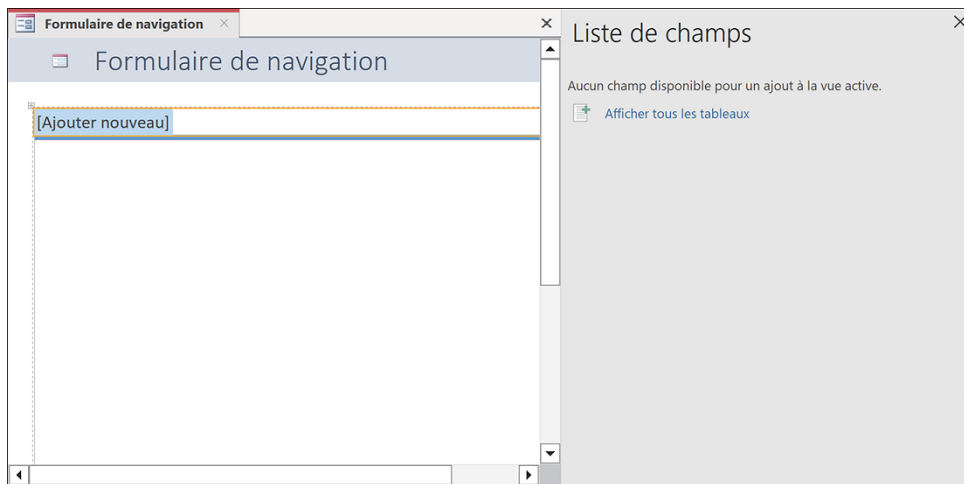 Formulaire de navigation
Formulaire de navigation
[Ajouter nouveau]
Liste de champs
Aucun champ disponible pour un ajout à la vue active.
Afficher tous les tableaux